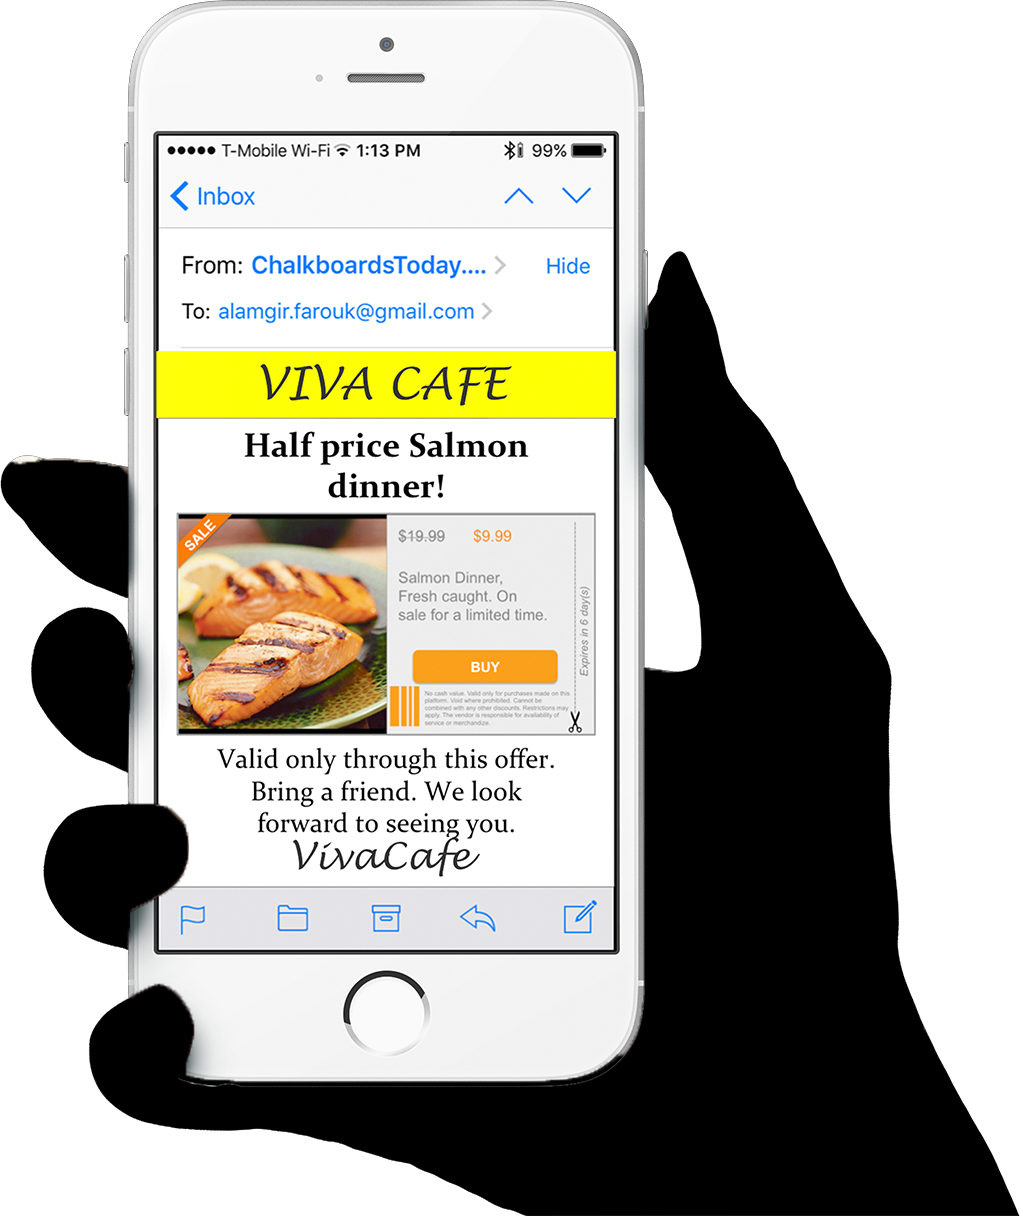 T-Mobile Wi-Fi 1:13 PM 99%
Inbox
From: ChalkboardsToday.... Hide
To: alamgir.farouk@gmail.com
VIVA CAFE
Half price Salmon
dinner!
SALE
$19.99 $9.99
Salmon Dinner,
Fresh caught. On
sale for a limited time.
Expires in 6 day(s)
BUY
No cash value. Valid only for purchases made on this
platform. Void where prohibited. Cannot be
combined with any other discounts. Restrictions may
apply. The vendor is responsible for availability of
service or merchandize.
Valid only through this offer.
Bring a friend. We look
forward to seeing you.
VivaCafe